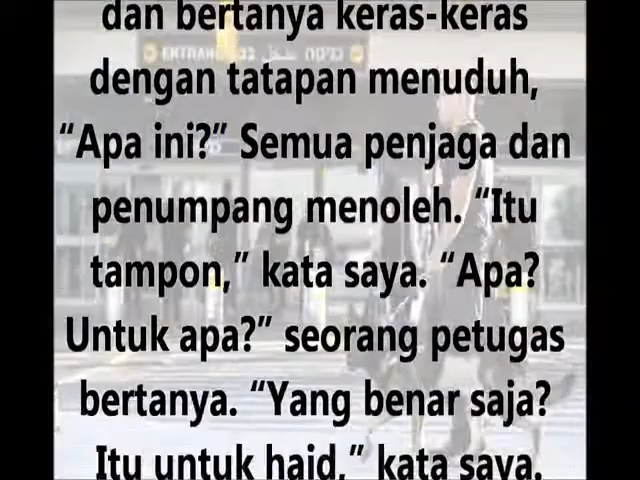 dan bertanya keras-keras
dengan tatapan menuduh,
“Apa ini?” Semua penjaga dan
penumpang menoleh. “Itu
tampon,” kata saya. “Apa?
Untuk apa?” seorang petugas
bertanya. “Yang benar saja?
Itu untuk haid,” kata saya.